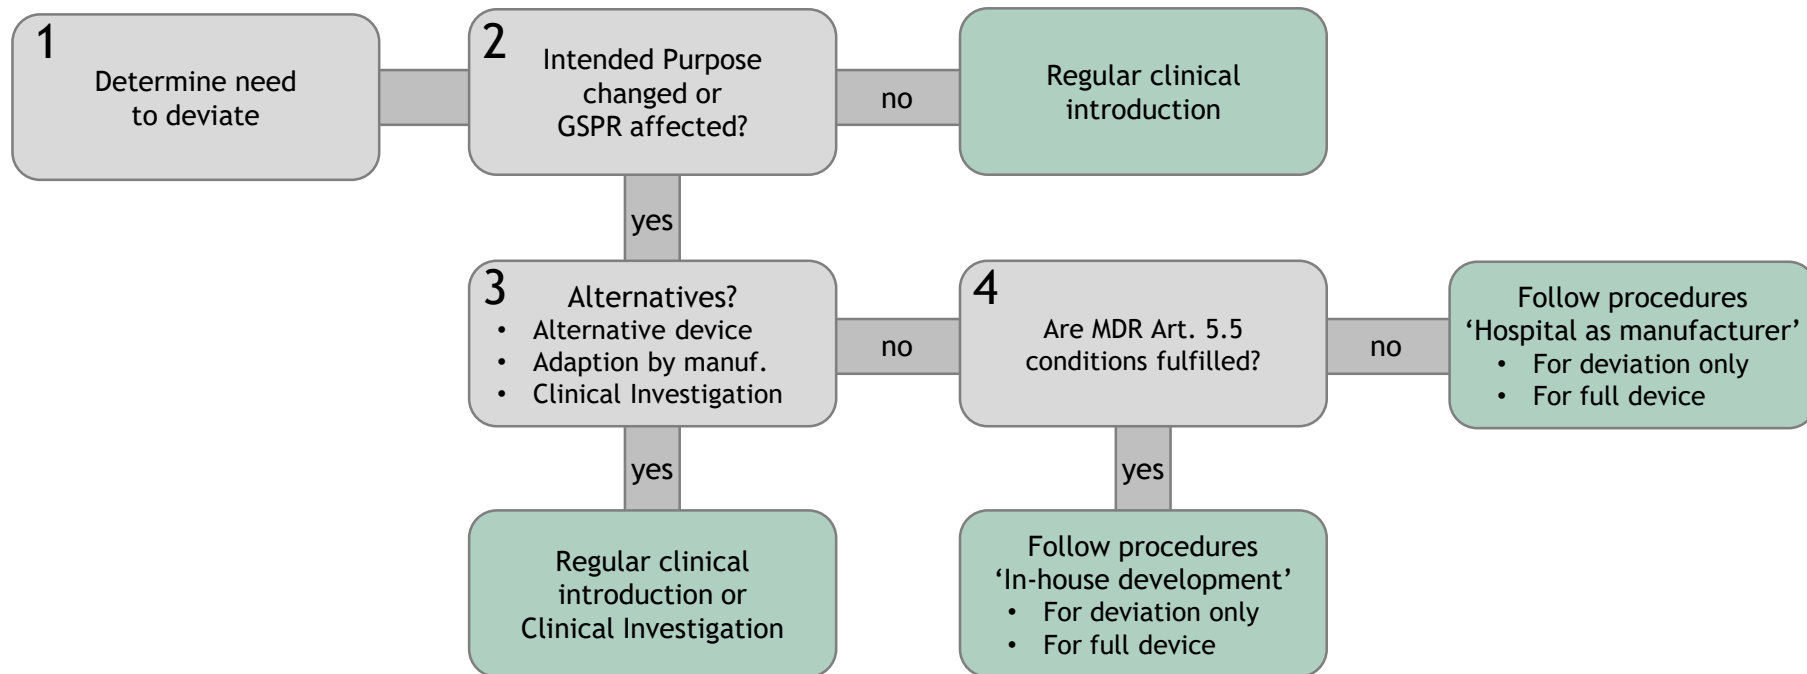 1
Determine need
to deviate
2
Intended Purpose
changed or
GSPR affected?
no
Regular clinical
introduction
yes
3
Alternatives?
• Alternative device
• Adaption by manuf.
• Clinical Investigation
no
4
Are MDR Art. 5.5
conditions fulfilled?
no
Follow procedures
‘Hospital as manufacturer’
• For deviation only
• For full device
yes
Regular clinical
introduction or
Clinical Investigation
yes
Follow procedures
‘In-house development’
• For deviation only
• For full device